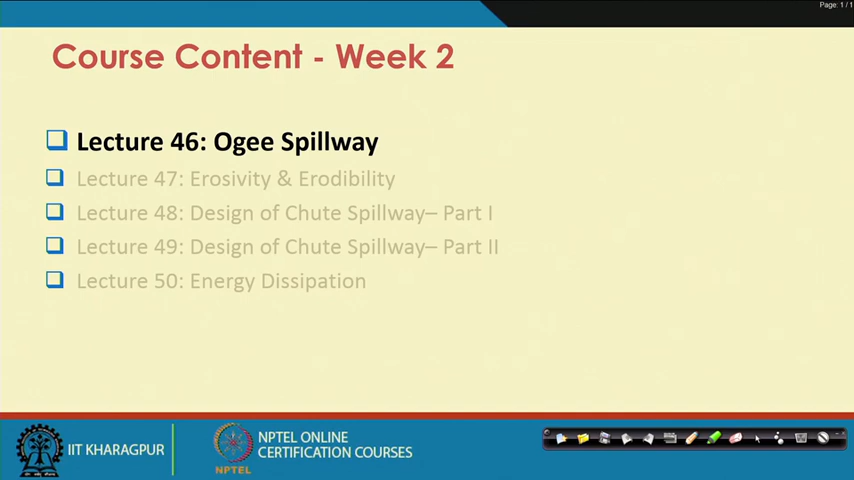 Page: 1 / 1
Course Content - Week 2
Lecture 46: Ogee Spillway
Lecture 47: Erosivity & Erodibility
Lecture 48: Design of Chute Spillway– Part I
Lecture 49: Design of Chute Spillway– Part II
Lecture 50: Energy Dissipation
IIT KHARAGPUR
NPTEL
NPTEL ONLINE
CERTIFICATION COURSES